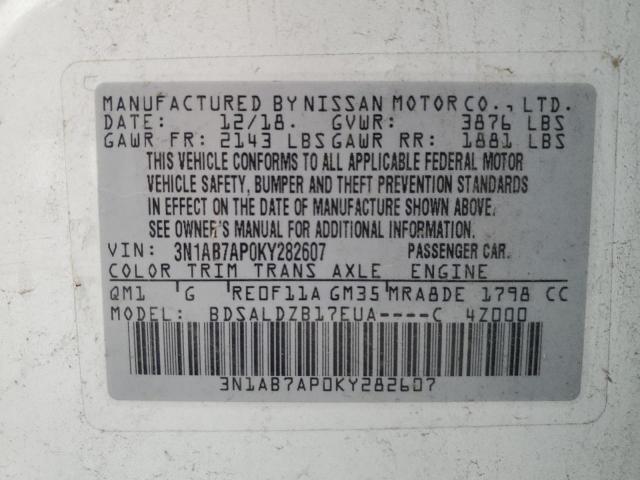 MANUFACTURED BY NISSAN MOTOR CO., LTD.
DATE: 12/18. GVWR: 3876 LBS
GAWR FR: 2143 LBS GAWR RR: 1881 LBS
THIS VEHICLE CONFORMS TO ALL APPLICABLE FEDERAL MOTOR
VEHICLE SAFETY, BUMPER AND THEFT PREVENTION STANDARDS
IN EFFECT ON THE DATE OF MANUFACTURE SHOWN ABOVE.
SEE OWNER'S MANUAL FOR ADDITIONAL INFORMATION.
VIN: 3N1AB7AP0KY282607 PASSENGER CAR.
COLOR TRIM TRANS AXLE ENGINE
QM1 G RE0F11A GM35 MRA8DE 1798 CC
MODEL: BDSALDZB17EUA----C 4Z000
3N1AB7AP0KY282607